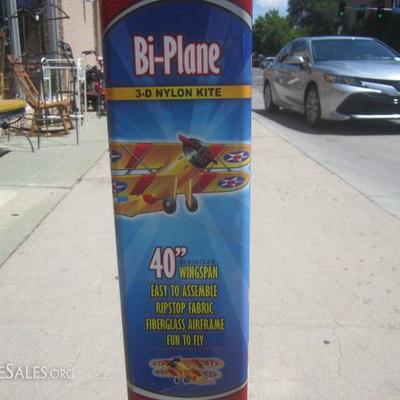 Bi-Plane
3-D NYLON KITE
40"
WINGSPAN
EASY TO ASSEMBLE
RIPSTOP FABRIC
FIBERGLASS AIRFRAME
FUN TO FLY
ESALES.ORG